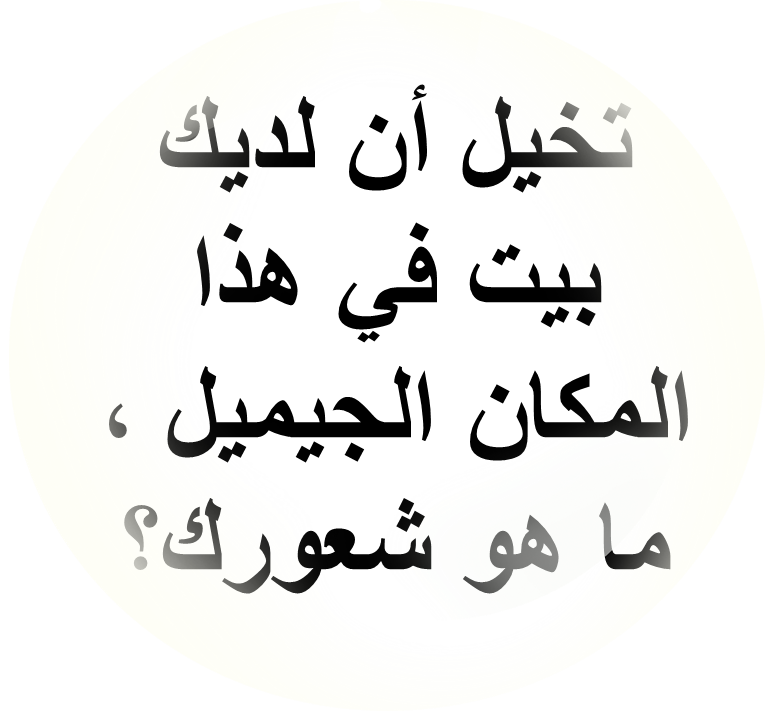 تخيل أن لديك
بيت في هذا
المكان الجيميل ،
ما هو شعورك؟